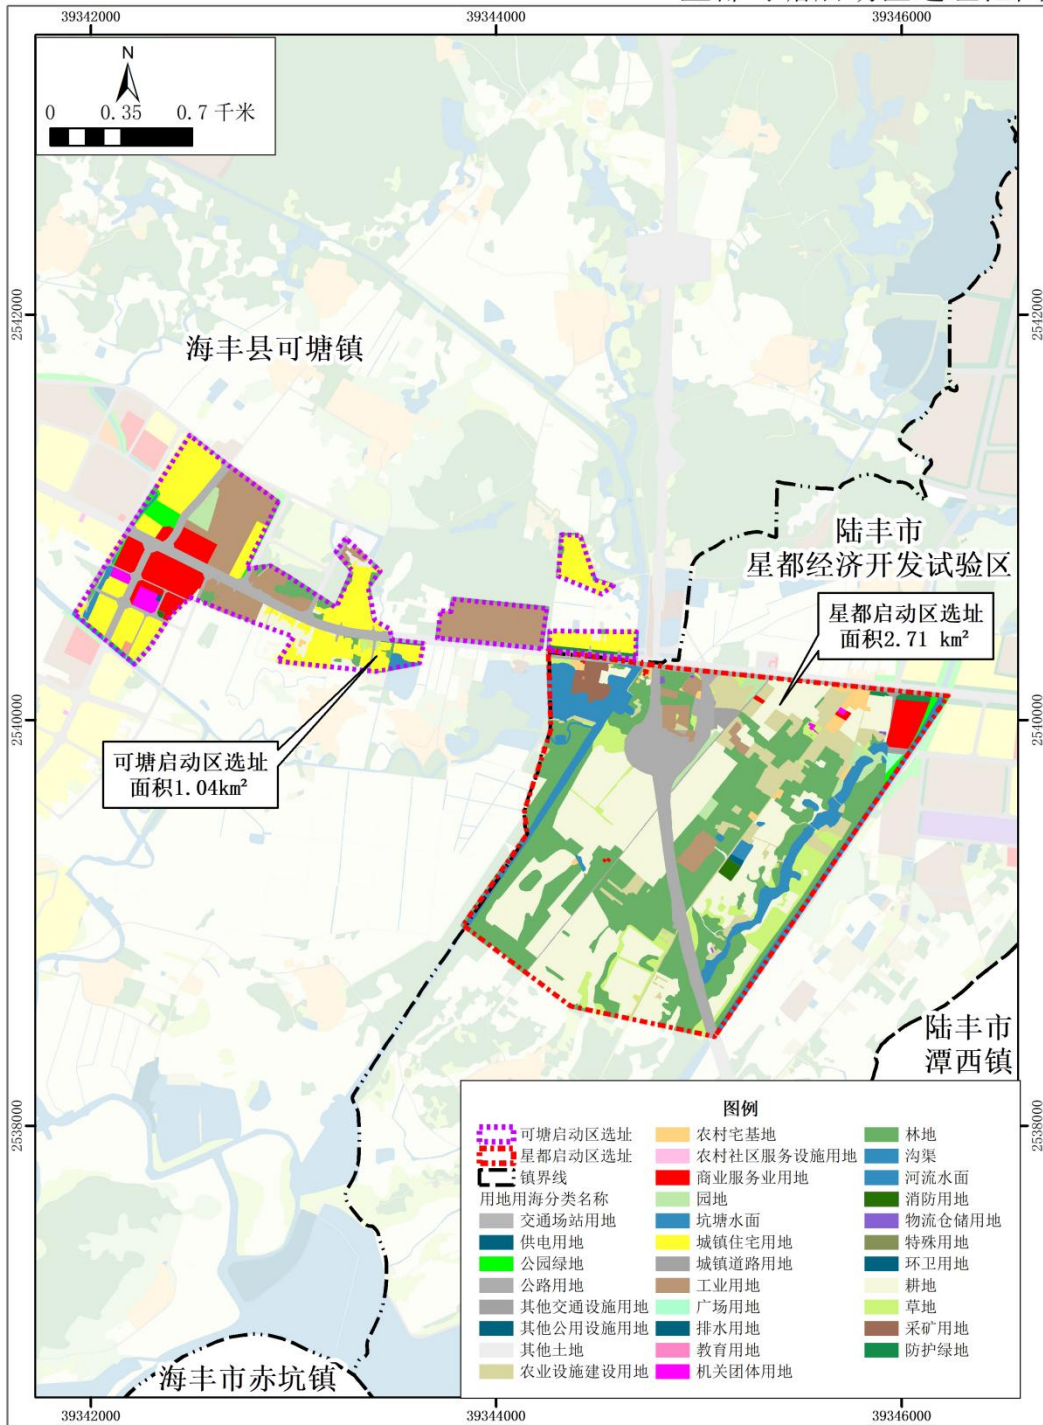 39342000
39344000
39346000
N
0 0.35 0.7 千米
2542000
2542000
海丰县可塘镇
陆丰市
星都经济开发试验区
星都启动区选址
面积2.71 km²
2540000
2540000
可塘启动区选址
面积1.04km²
陆丰市
潭西镇
2538000
2538000
图例
可塘启动区选址
星都启动区选址
镇界线
用地用海分类名称
交通场站用地
供电用地
公园绿地
公路用地
其他交通设施用地
其他公用设施用地
其他土地
农业设施建设用地
农村宅基地
农村社区服务设施用地
商业服务业用地
园地
坑塘水面
城镇住宅用地
城镇道路用地
工业用地
广场用地
排水用地
教育用地
机关团体用地
林地
沟渠
河流水面
消防用地
物流仓储用地
特殊用地
环卫用地
耕地
草地
采矿用地
防护绿地
海丰市赤坑镇
39342000
39344000
39346000